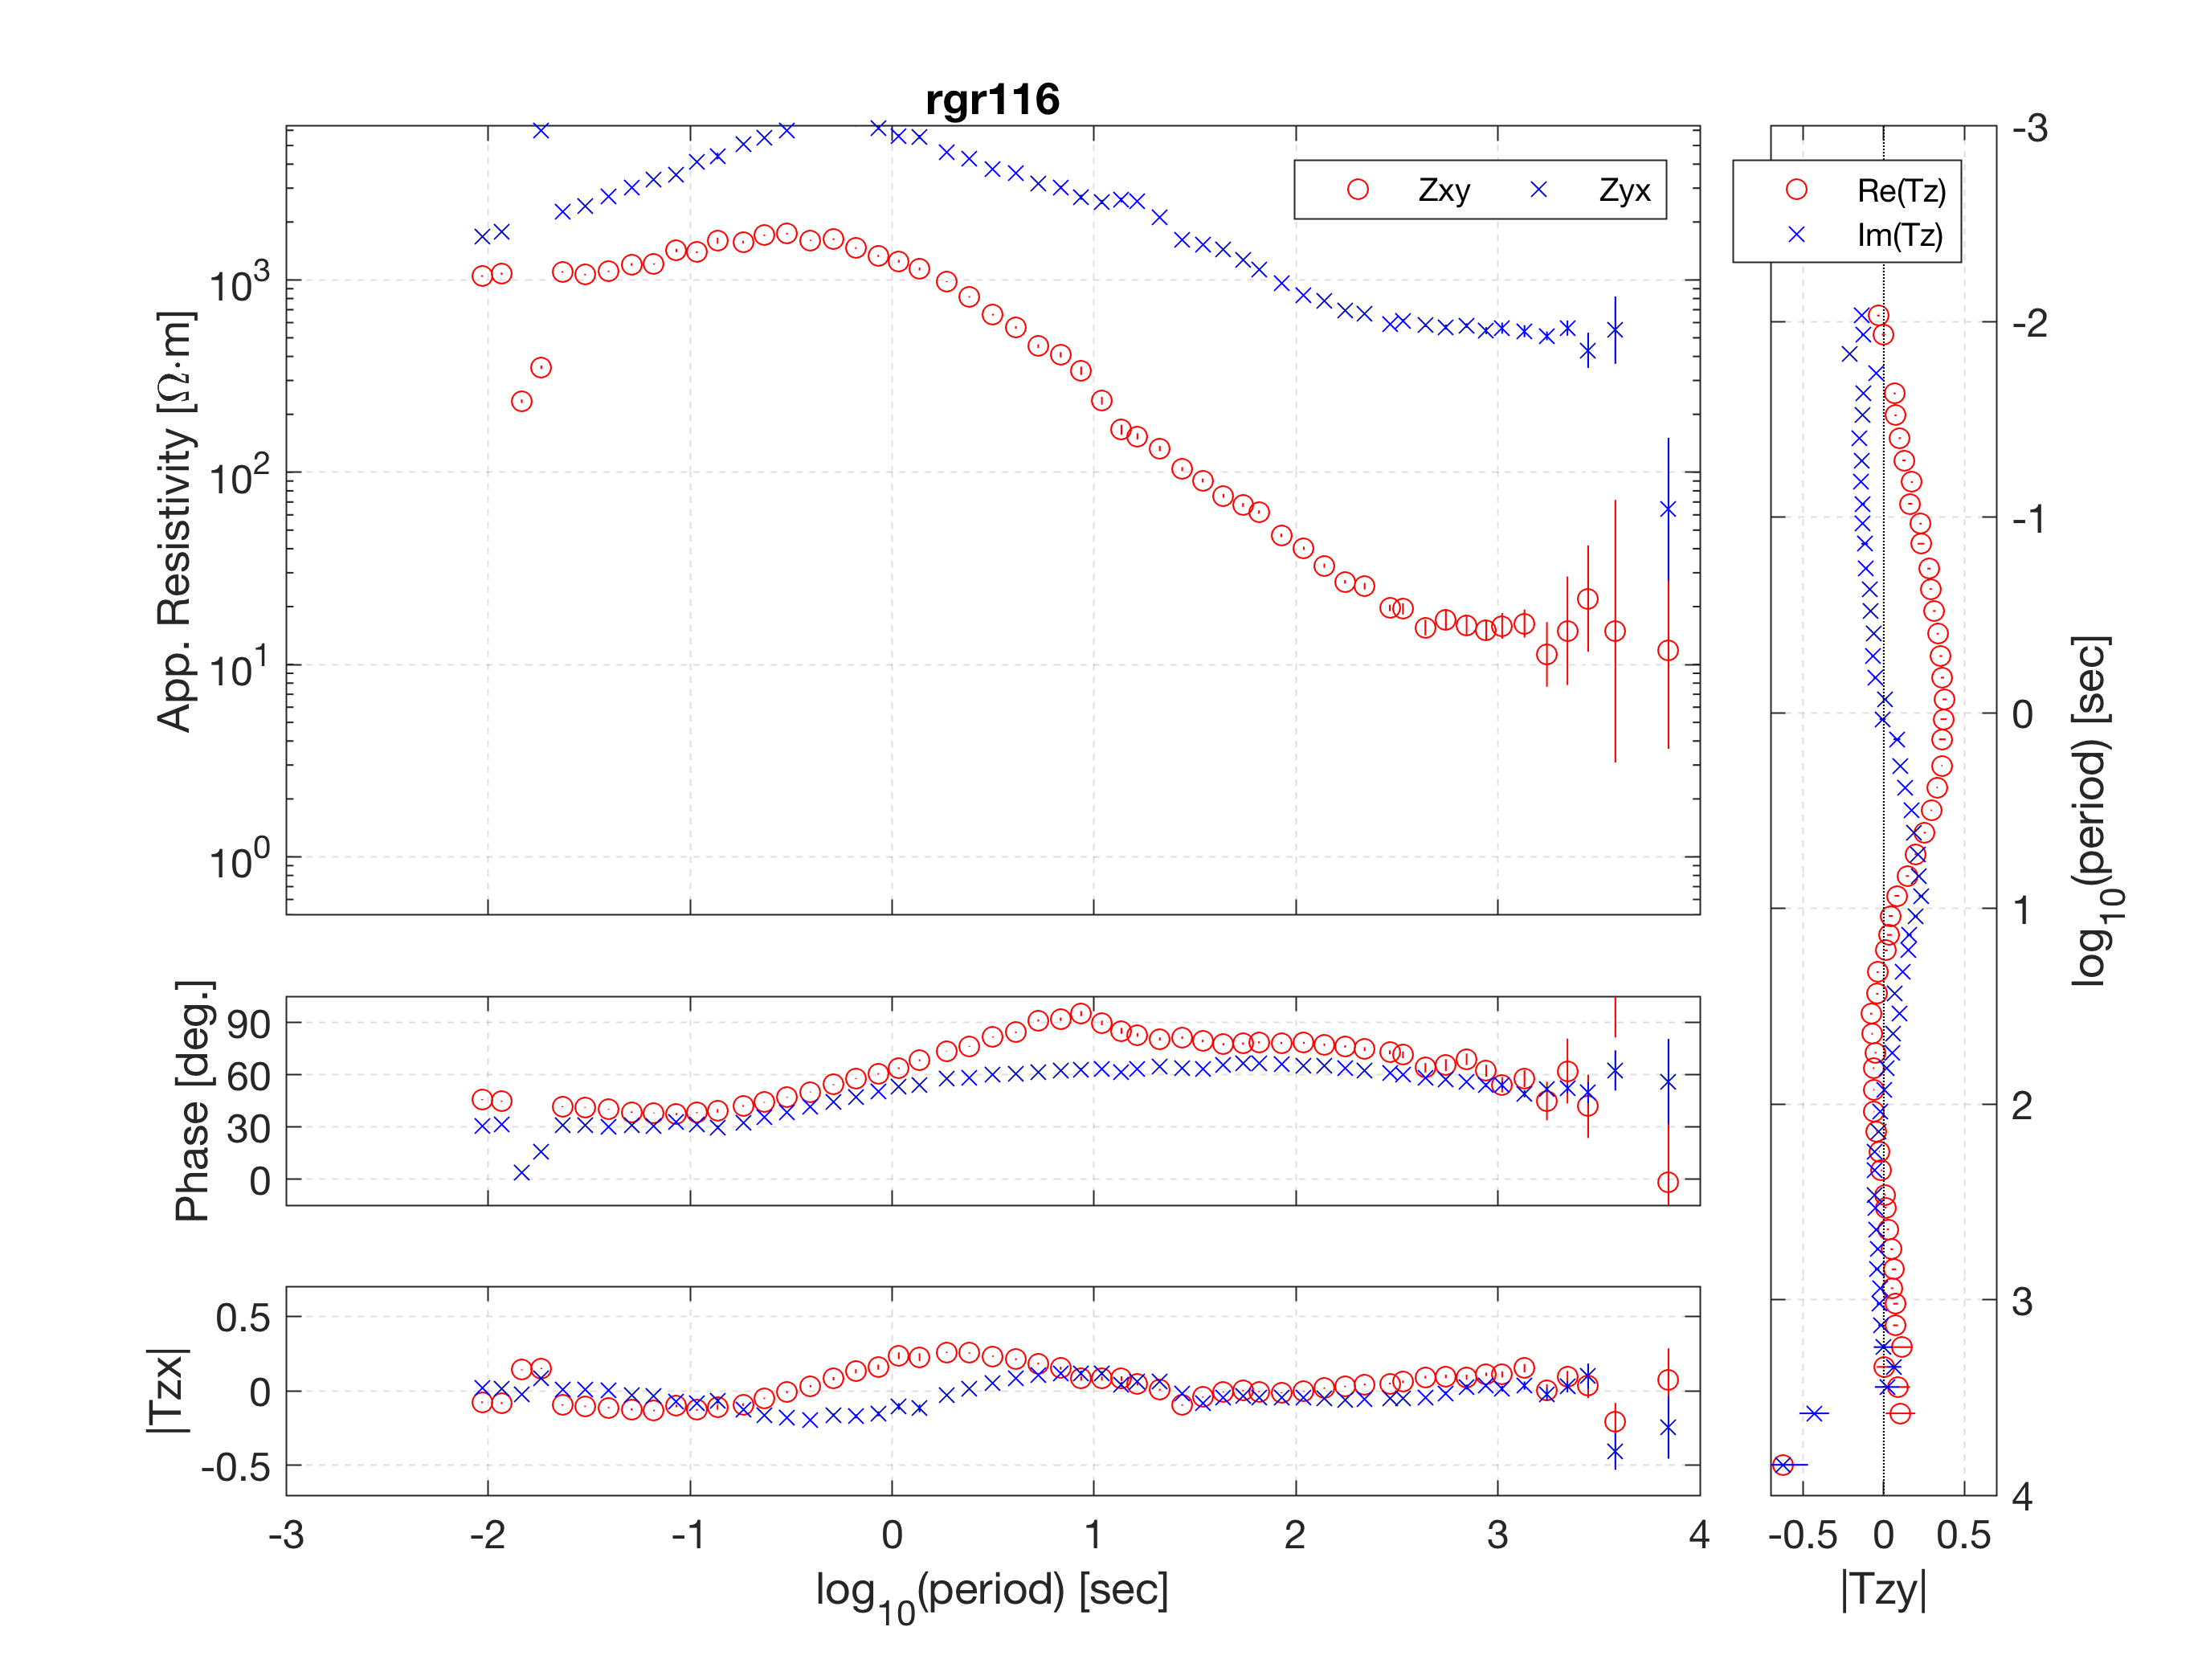 rgr116
App. Resistivity [Ω·m]
10^3
10^2
10^1
10^0
Zxy Zyx
Re(Tz)
Im(Tz)
Phase [deg.]
90
60
30
0
|Tzx|
0.5
0
-0.5
-3 -2 -1 0 1 2 3 4
log10(period) [sec]
-3
-2
-1
0
1
2
3
4
log10(period) [sec]
-0.5 0 0.5
|Tzy|